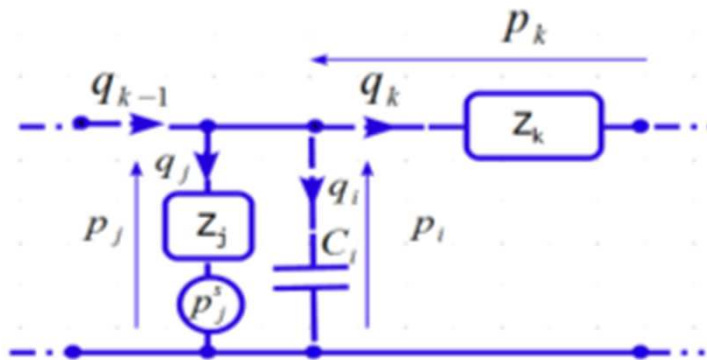 p_k
q_{k-1} q_k
Z_k
q_j q_i
p_j Z_j C_i p_i
p_j^s